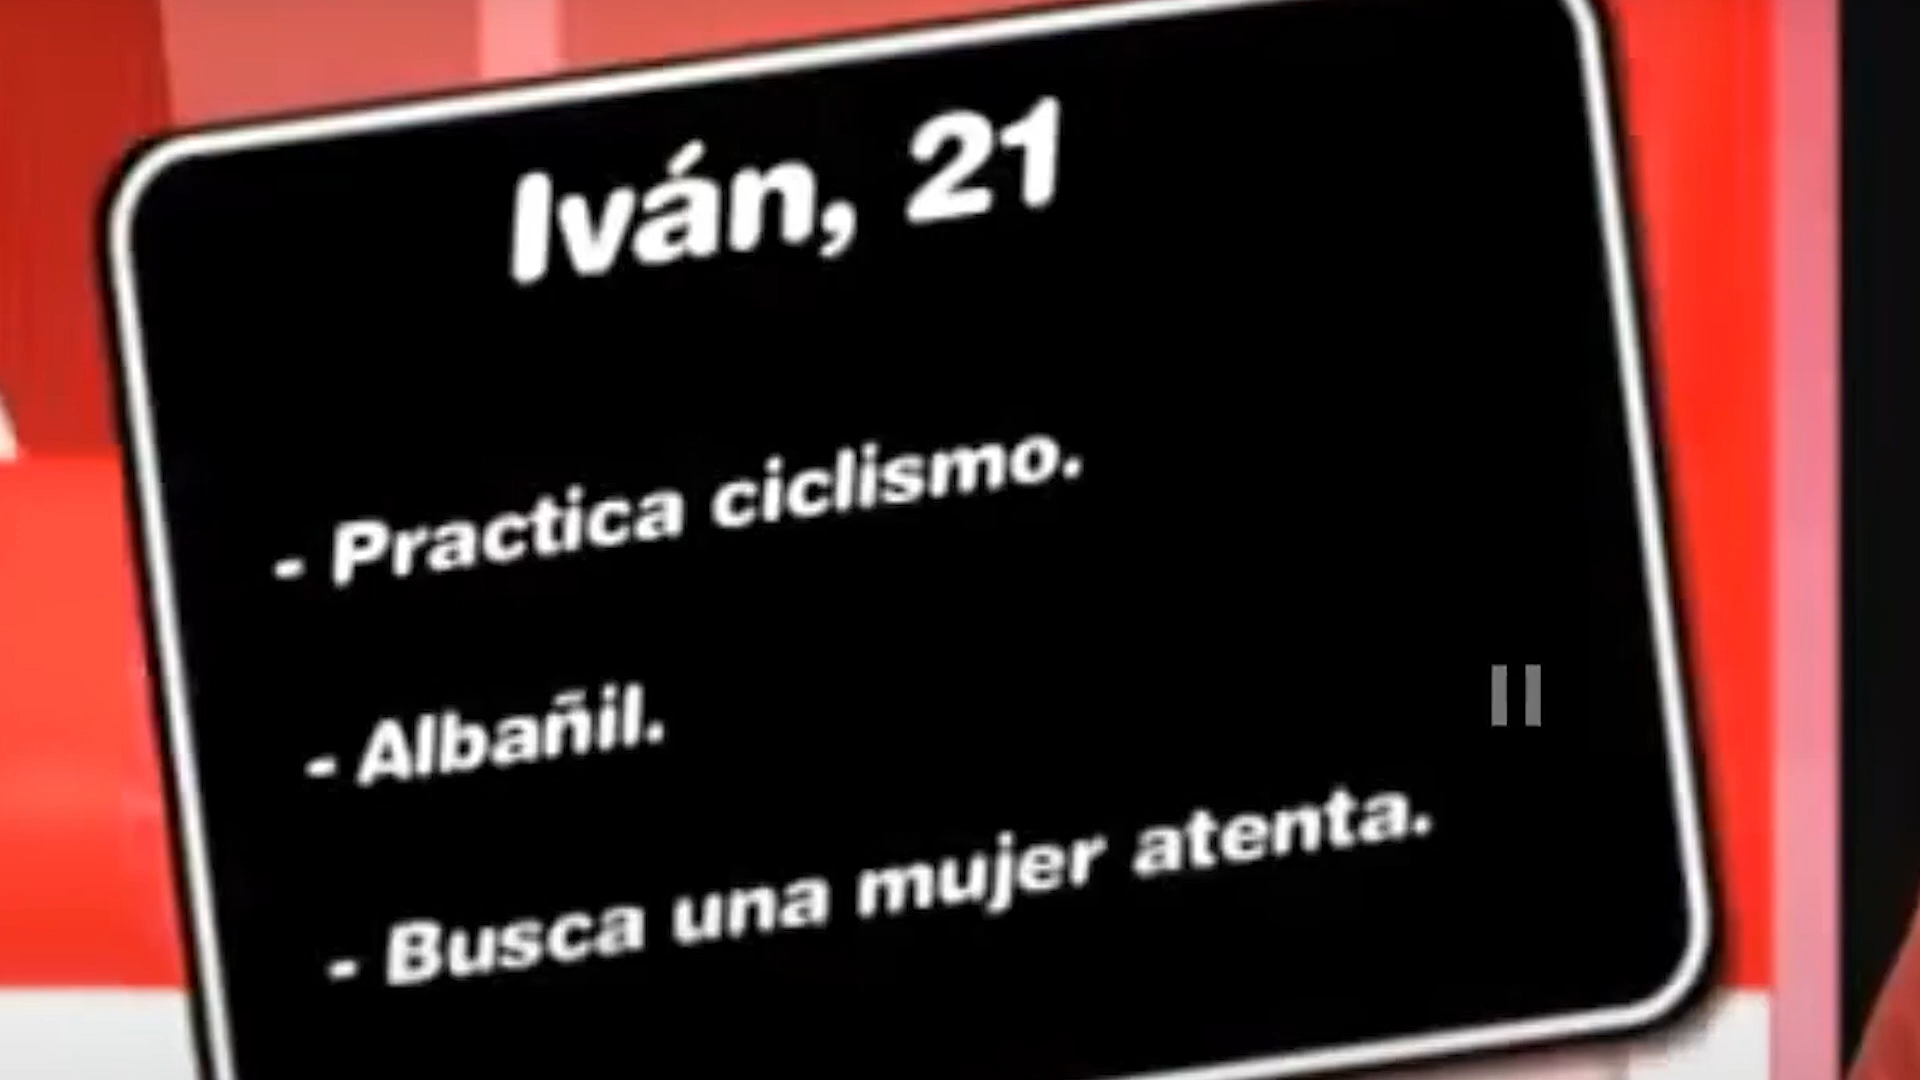 Iván, 21
- Practica ciclismo.
- Albañil.
- Busca una mujer atenta.